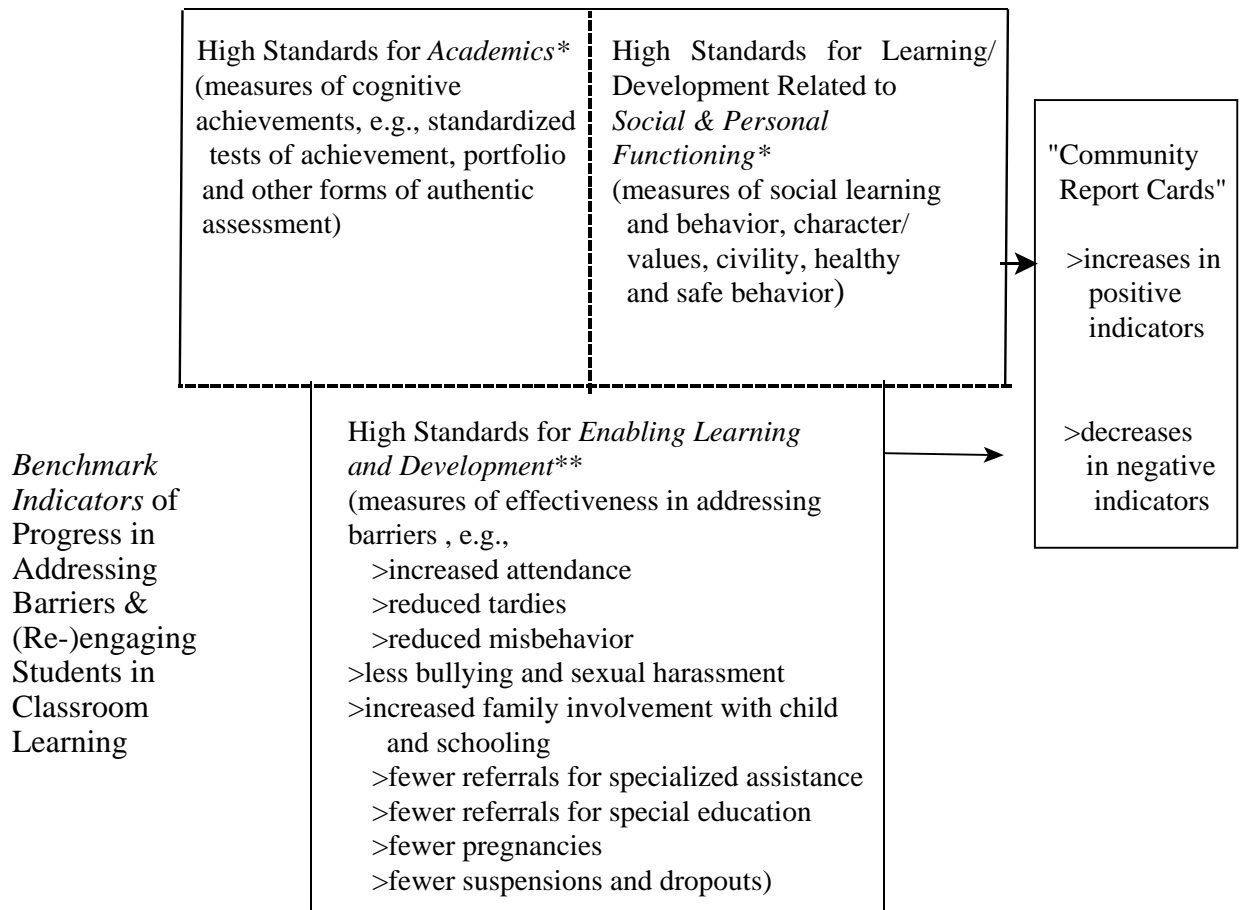 High Standards for Academics*
(measures of cognitive
achievements, e.g., standardized
tests of achievement, portfolio
and other forms of authentic
assessment)
High Standards for Learning/
Development Related to
Social & Personal
Functioning*
(measures of social learning
and behavior, character/
values, civility, healthy
and safe behavior)
"Community
Report Cards"
>increases in
positive
indicators
>decreases
in negative
indicators
Benchmark
Indicators of
Progress in
Addressing
Barriers &
(Re-)engaging
Students in
Classroom
Learning
High Standards for Enabling Learning
and Development**
(measures of effectiveness in addressing
barriers , e.g.,
>increased attendance
>reduced tardies
>reduced misbehavior
>less bullying and sexual harassment
>increased family involvement with child
and schooling
>fewer referrals for specialized assistance
>fewer referrals for special education
>fewer pregnancies
>fewer suspensions and dropouts)